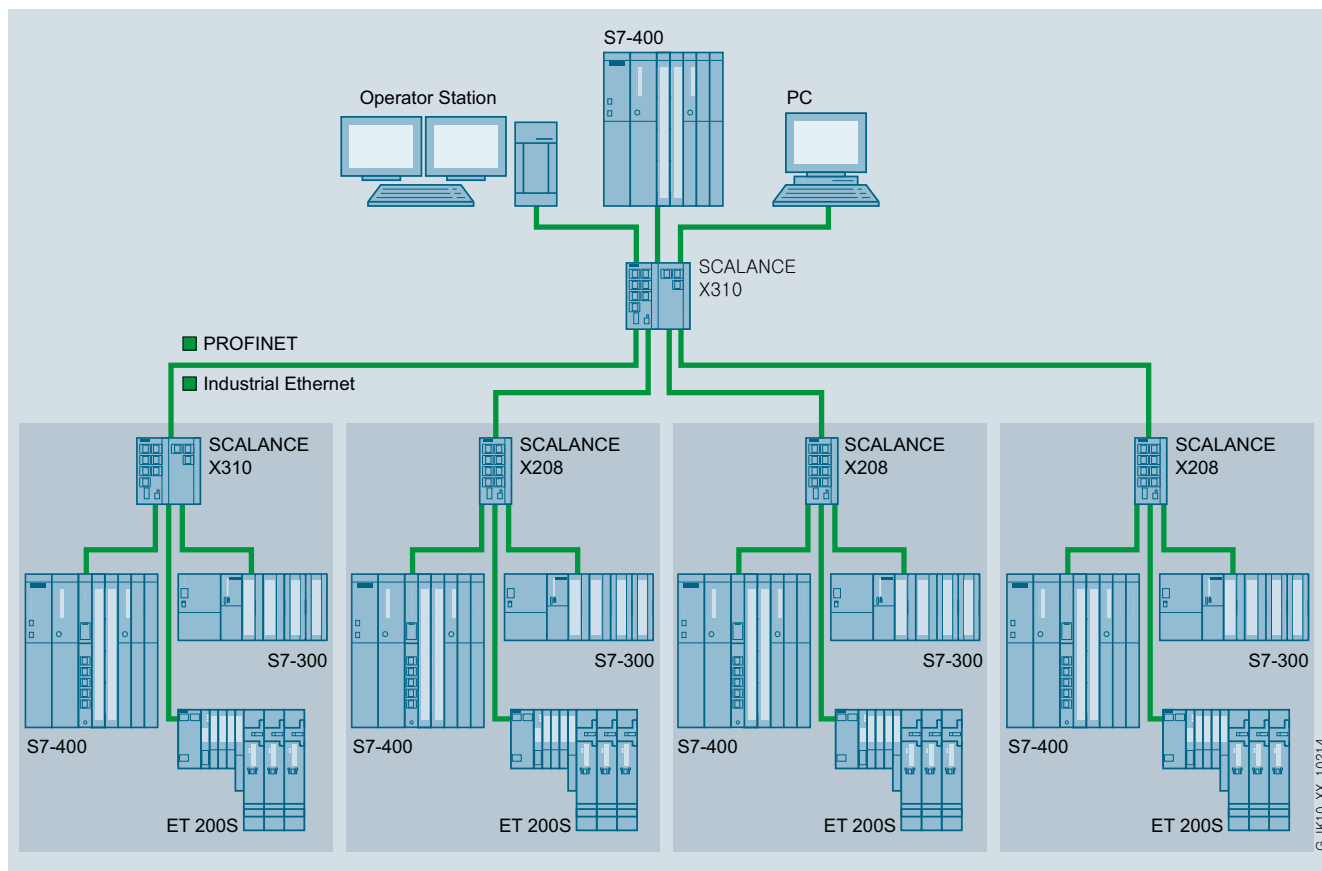 S7-400
Operator Station
PC
SCALANCE
X310
PROFINET
Industrial Ethernet
SCALANCE
X310
SCALANCE
X208
SCALANCE
X208
SCALANCE
X208
S7-300
S7-300
S7-300
S7-300
S7-400
S7-400
S7-400
S7-400
ET 200S
ET 200S
ET 200S
ET 200S
G_IK10_XX_10214